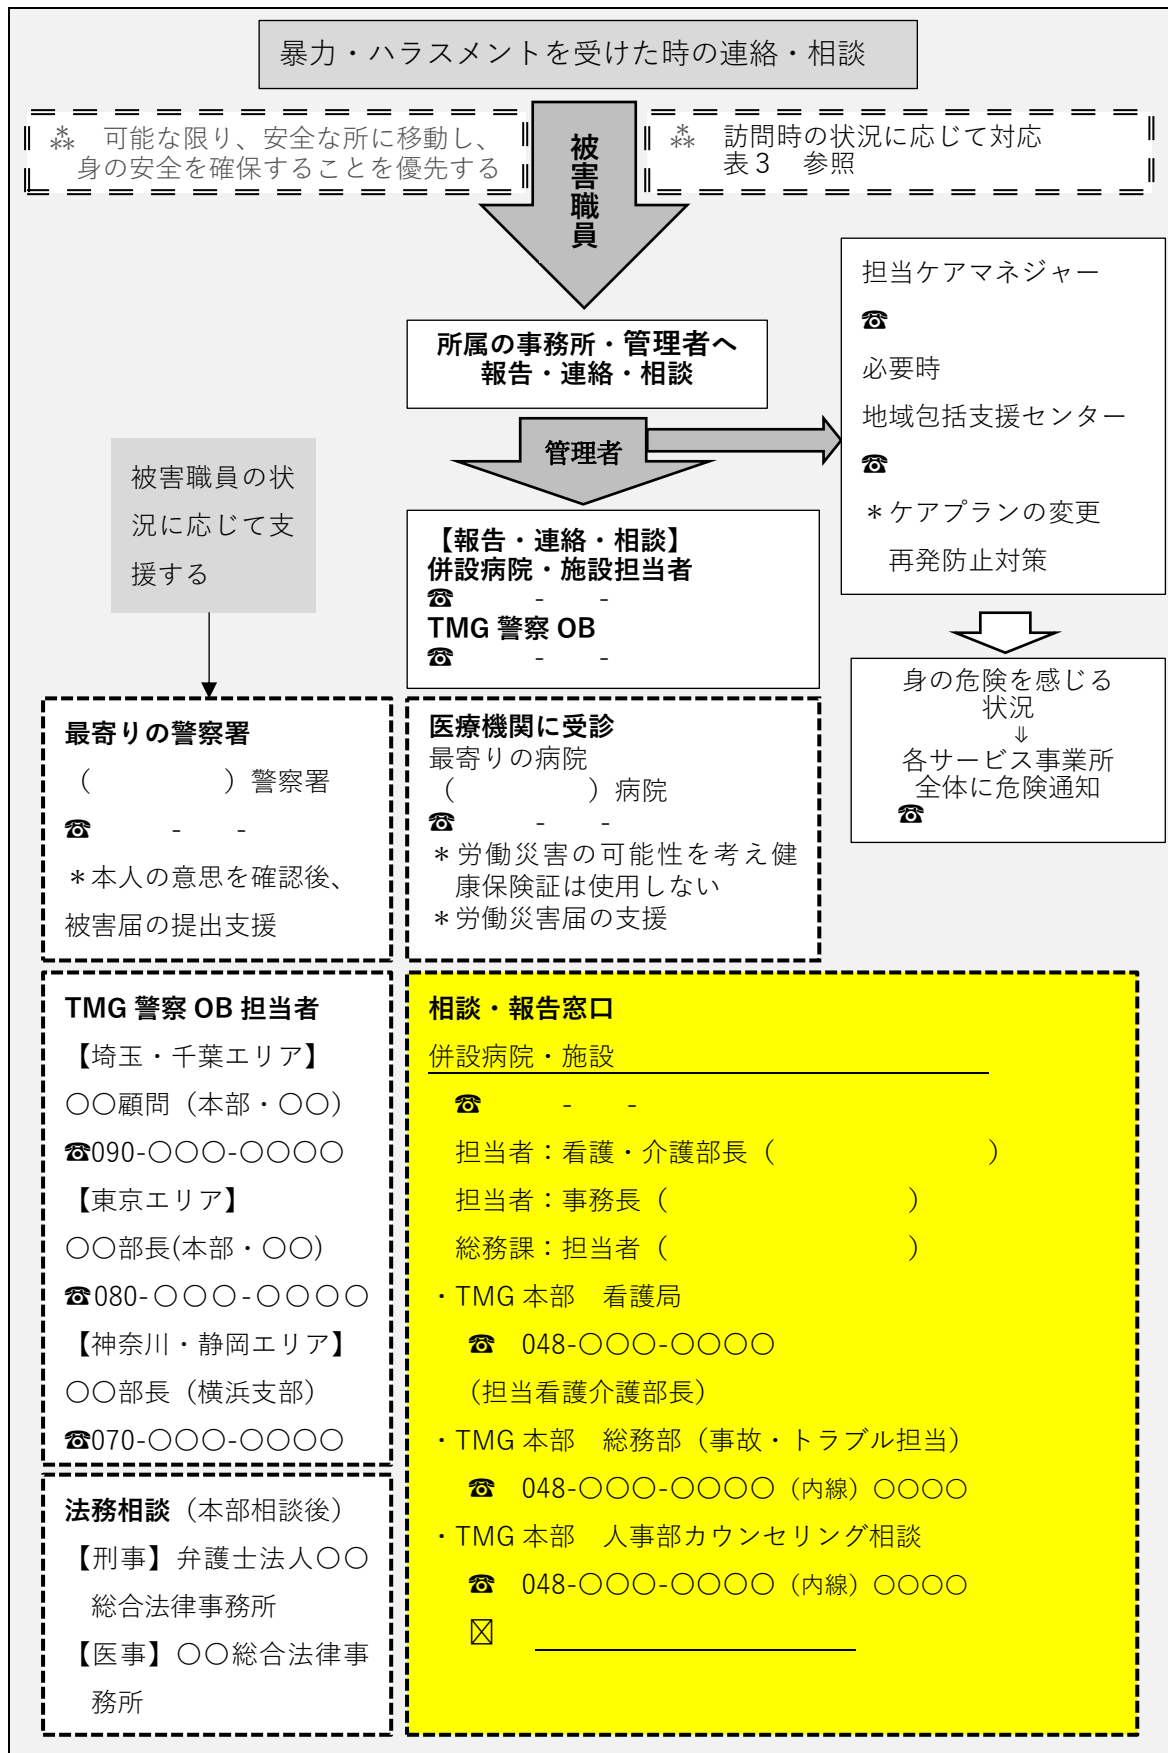 暴力・ハラスメントを受けた時の連絡・相談
⁂　可能な限り、安全な所に移動し、
身の安全を確保することを優先する
被害職員
⁂　訪問時の状況に応じて対応
表３　参照
所属の事務所・管理者へ
報告・連絡・相談
管理者
担当ケアマネジャー
☎
必要時
地域包括支援センター
☎
＊ケアプランの変更
再発防止対策
被害職員の状
況に応じて支
援する
【報告・連絡・相談】
併設病院・施設担当者
☎　　　-　　-
TMG 警察 OB
☎　　　-　　-
身の危険を感じる
状況
⇓
各サービス事業所
全体に危険通知
☎
最寄りの警察署
（　　　　　）警察署
☎　　　-　　-
＊本人の意思を確認後、
被害届の提出支援
医療機関に受診
最寄りの病院
（　　　　　）病院
☎　　　-　　-
＊労働災害の可能性を考え健
康保険証は使用しない
＊労働災害届の支援
TMG 警察 OB 担当者
【埼玉・千葉エリア】
〇〇顧問（本部・〇〇）
☎090-〇〇〇-〇〇〇〇
【東京エリア】
〇〇部長(本部・〇〇)
☎080-〇〇〇-〇〇〇〇
【神奈川・静岡エリア】
〇〇部長（横浜支部）
☎070-〇〇〇-〇〇〇〇
法務相談（本部相談後）
【刑事】弁護士法人〇〇
総合法律事務所
【医事】〇〇総合法律事
務所
相談・報告窓口
併設病院・施設
☎　　　-　　-
担当者：看護・介護部長（　　　　　　　　）
担当者：事務長（　　　　　　　　　）
総務課：担当者（　　　　　　　　　）
・TMG 本部　看護局
☎　048-〇〇〇-〇〇〇〇
（担当看護介護部長）
・TMG 本部　総務部（事故・トラブル担当）
☎　048-〇〇〇-〇〇〇〇（内線）〇〇〇〇
・TMG 本部　人事部カウンセリング相談
☎　048-〇〇〇-〇〇〇〇（内線）〇〇〇〇